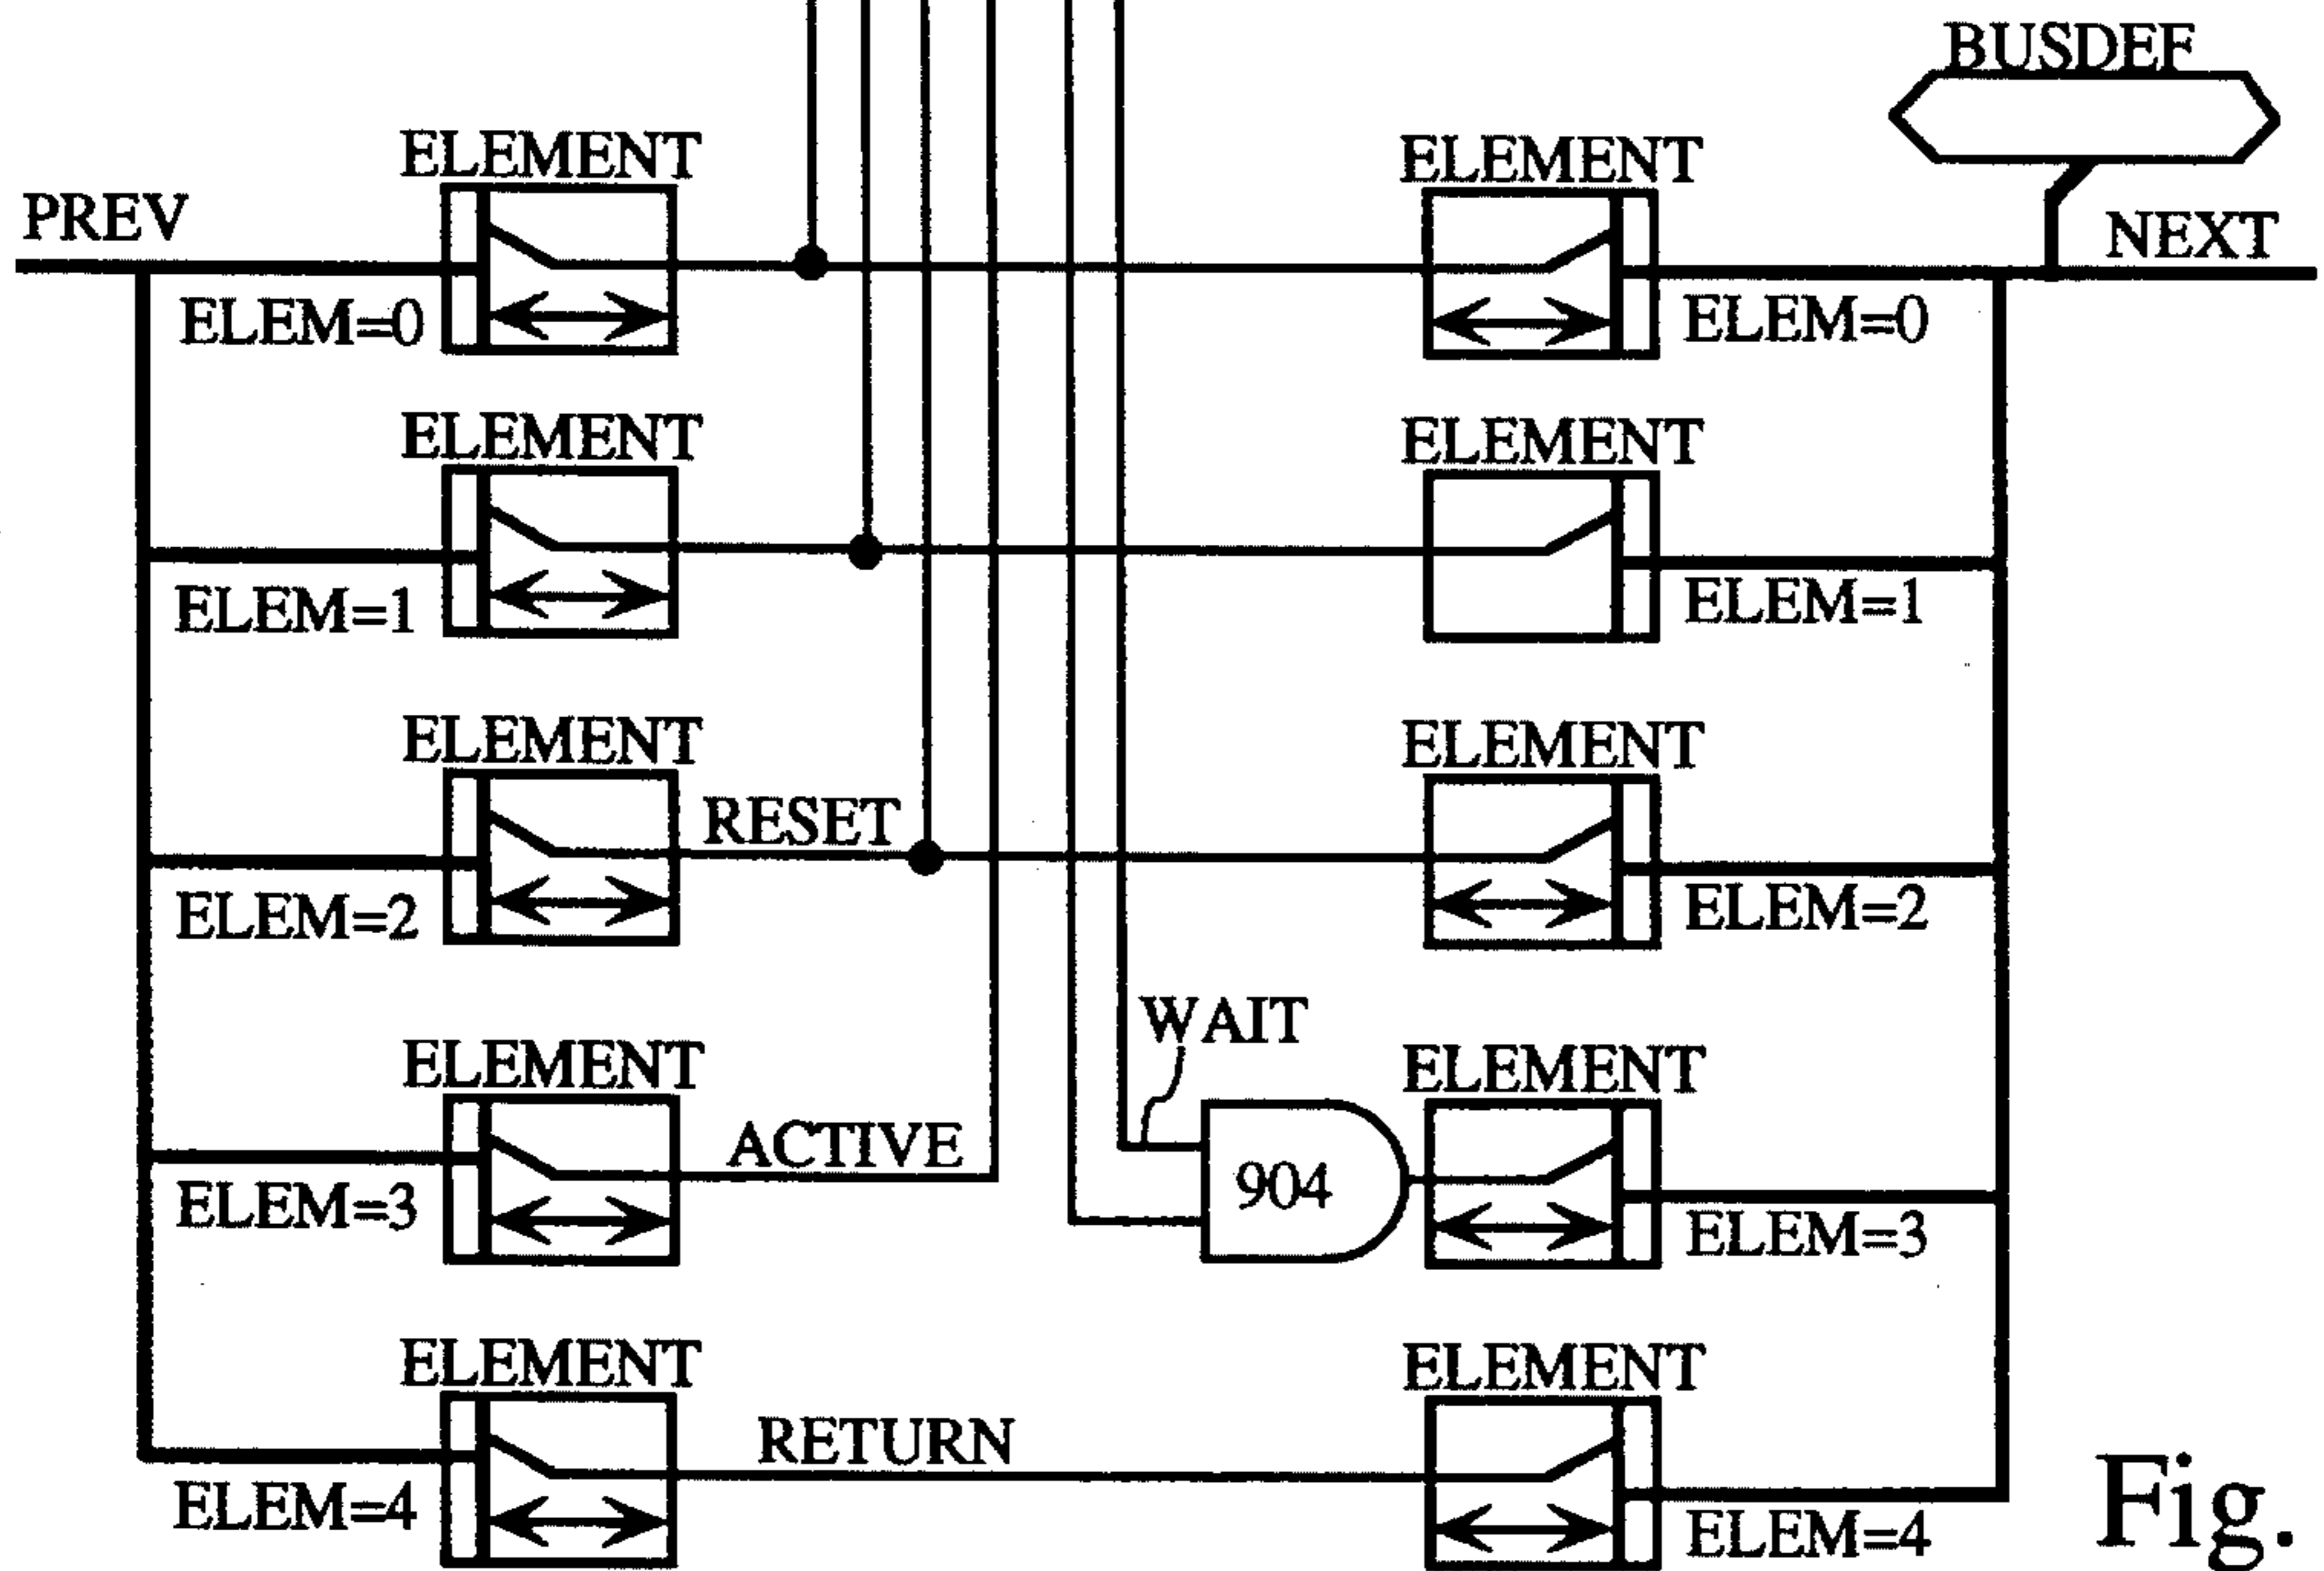 BUSDEF
ELEMENT
ELEMENT
PREV
NEXT
ELEM=0
ELEM=0
ELEMENT
ELEMENT
ELEM=1
ELEM=1
ELEMENT
ELEMENT
RESET
ELEM=2
ELEM=2
WAIT
ELEMENT
ELEMENT
ACTIVE
904
ELEM=3
ELEM=3
ELEMENT
ELEMENT
RETURN
ELEM=4
ELEM=4
Fig.